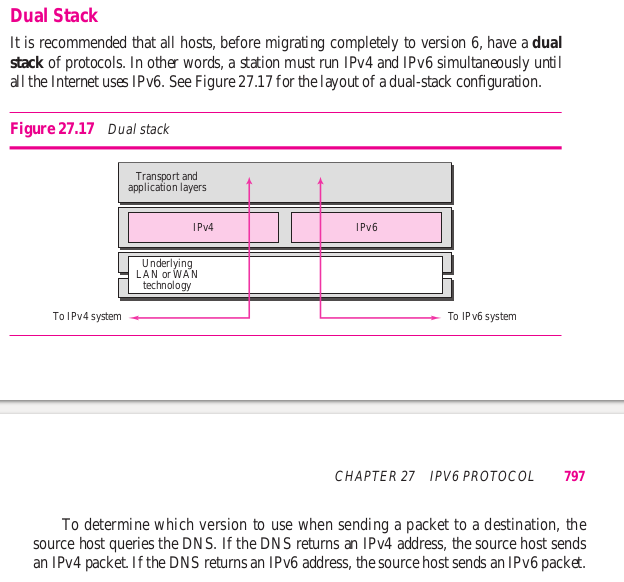 Dual Stack
It is recommended that all hosts, before migrating completely to version 6, have a dual
stack of protocols. In other words, a station must run IPv4 and IPv6 simultaneously until
all the Internet uses IPv6. See Figure 27.17 for the layout of a dual-stack configuration.
Figure 27.17 Dual stack
Transport and
application layers
IPv4 IPv6
Underlying
LAN or WAN
technology
To IPv4 system To IPv6 system
CHAPTER 27 IPV6 PROTOCOL 797
To determine which version to use when sending a packet to a destination, the
source host queries the DNS. If the DNS returns an IPv4 address, the source host sends
an IPv4 packet. If the DNS returns an IPv6 address, the source host sends an IPv6 packet.